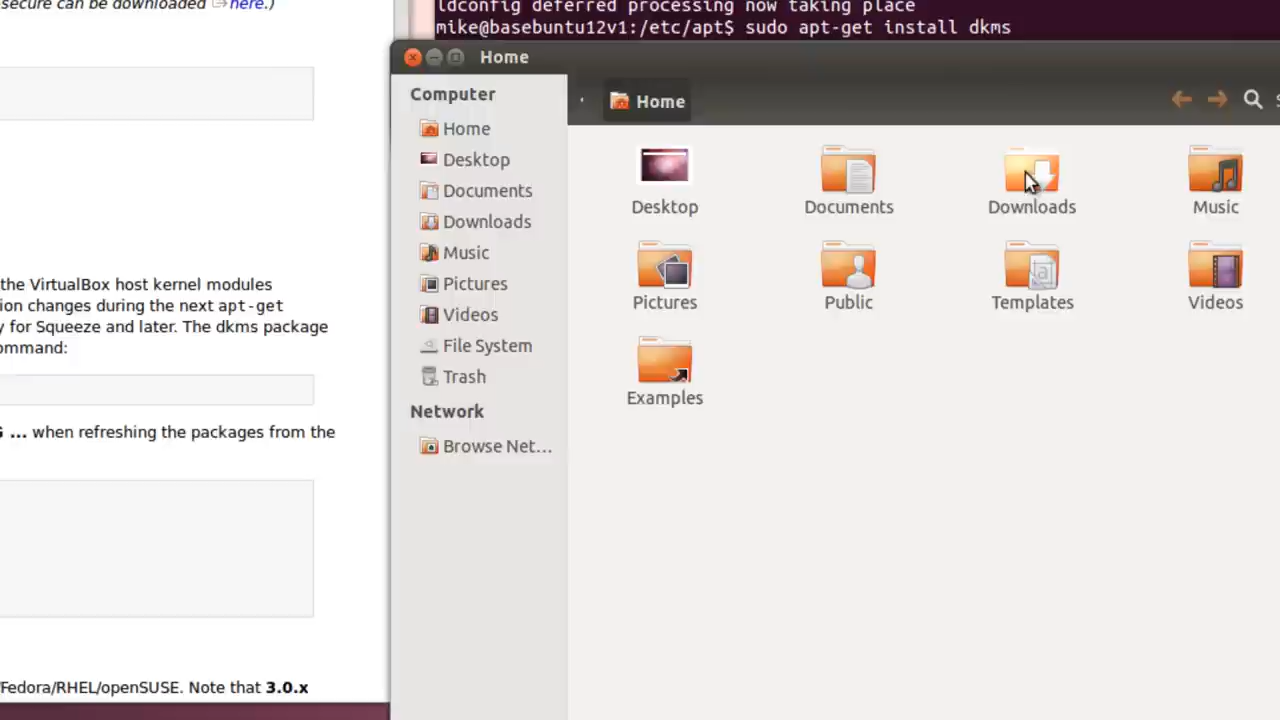 secure can be downloaded here.)
the VirtualBox host kernel modules
ion changes during the next apt-get
for Squeeze and later. The dkms package
ommand:
... when refreshing the packages from the
/Fedora/RHEL/openSUSE. Note that 3.0.x
ldconfig deferred processing now taking place
mike@basebuntu12v1:/etc/apt$ sudo apt-get install dkms
Home
Computer
Home
Desktop
Documents
Downloads
Music
Pictures
Videos
File System
Trash
Network
Browse Net...
Home
Desktop
Documents
Downloads
Music
Pictures
Public
Templates
Videos
Examples